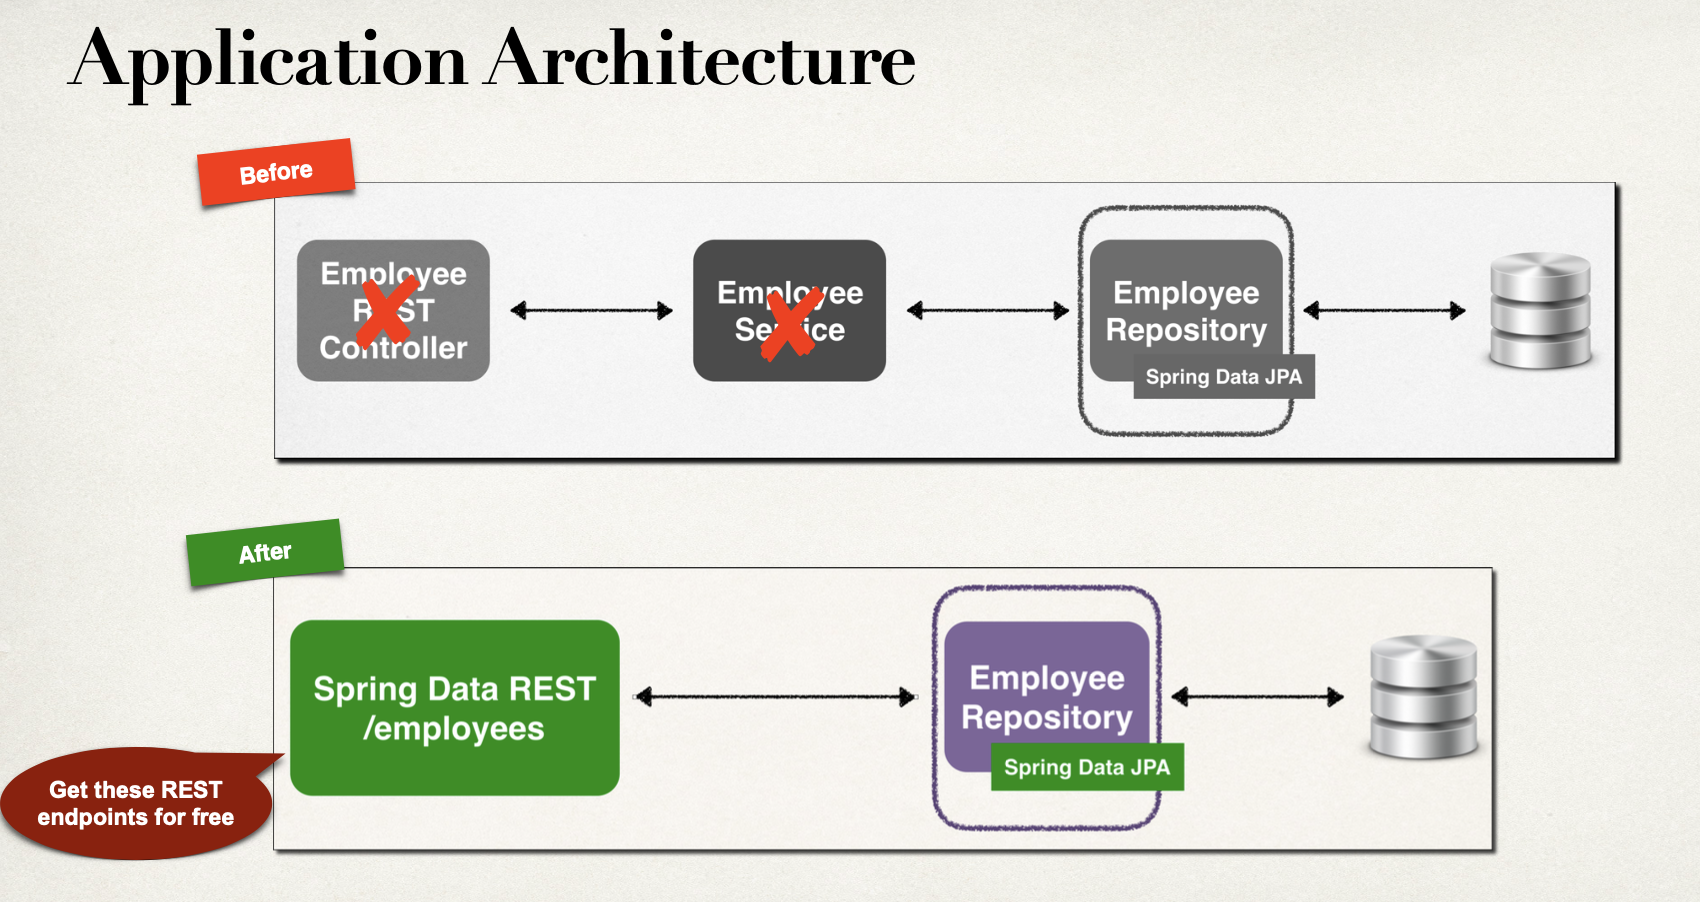 Application Architecture
Before
Employee
REST
Controller
Employee
Service
Employee
Repository
Spring Data JPA
After
Spring Data REST
/employees
Employee
Repository
Spring Data JPA
Get these REST
endpoints for free